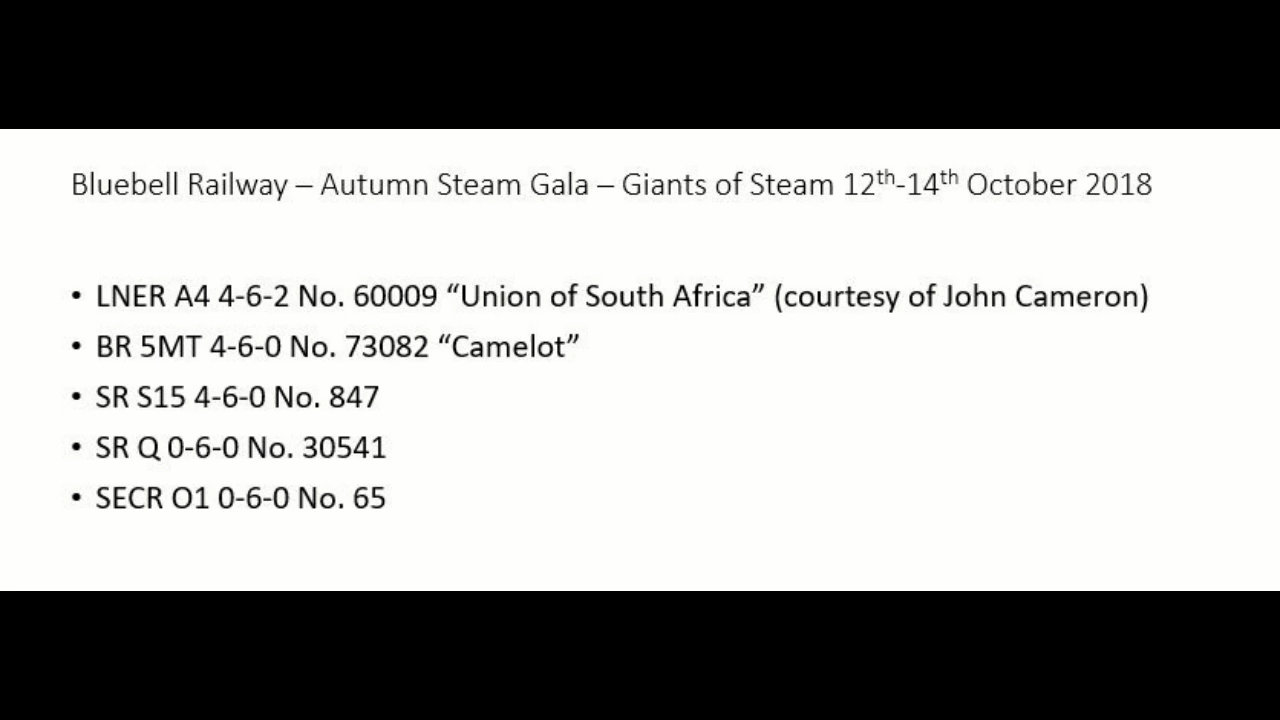 Bluebell Railway – Autumn Steam Gala – Giants of Steam 12th-14th October 2018
• LNER A4 4-6-2 No. 60009 “Union of South Africa” (courtesy of John Cameron)
• BR 5MT 4-6-0 No. 73082 “Camelot”
• SR S15 4-6-0 No. 847
• SR Q 0-6-0 No. 30541
• SECR O1 0-6-0 No. 65